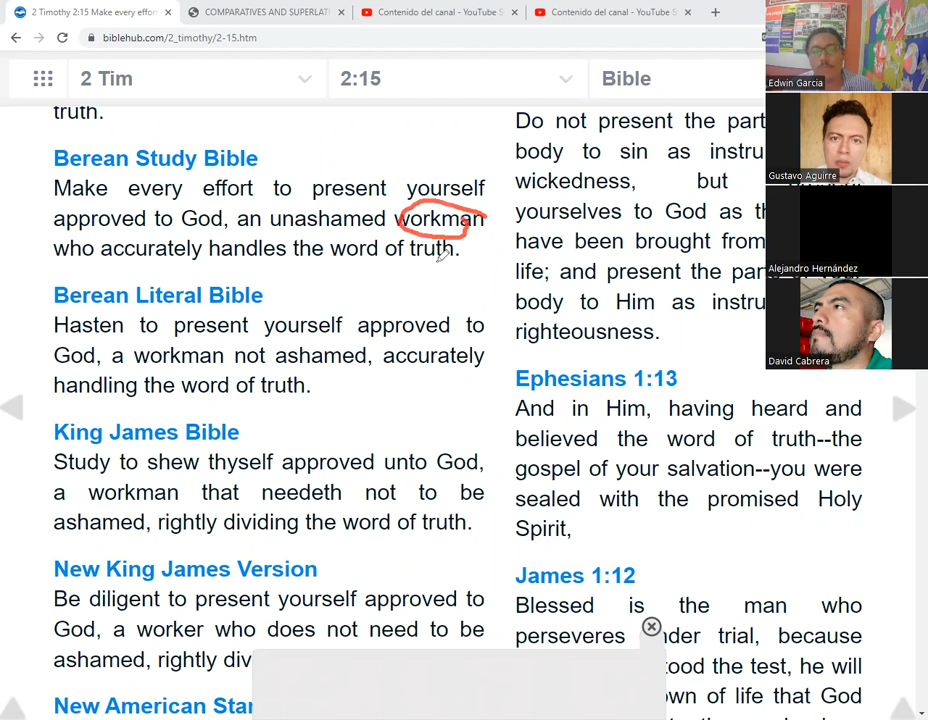 2 Timothy 2:15 Make every effort
COMPARATIVES AND SUPERLAT
Contenido del canal - YouTube S
Contenido del canal - YouTube S
biblehub.com/2_timothy/2-15.htm
2 Tim
2:15
Bible
truth.
Berean Study Bible
Make every effort to present yourself
approved to God, an unashamed workman
who accurately handles the word of truth.
Berean Literal Bible
Hasten to present yourself approved to
God, a workman not ashamed, accurately
handling the word of truth.
King James Bible
Study to shew thyself approved unto God,
a workman that needeth not to be
ashamed, rightly dividing the word of truth.
New King James Version
Be diligent to present yourself approved to
God, a worker who does not need to be
ashamed, rightly div
New American Star
Do not present the part
body to sin as instru
wickedness, but
yourselves to God as th
have been brought from
life; and present the par
body to Him as instru
righteousness.
Ephesians 1:13
And in Him, having heard and
believed the word of truth--the
gospel of your salvation--you were
sealed with the promised Holy
Spirit,
James 1:12
Blessed is the man who
perseveres nder trial, because
tood the test, he will
wn of life that God
Edwin Garcia
Gustavo Aguirre
Alejandro Hernández
David Cabrera